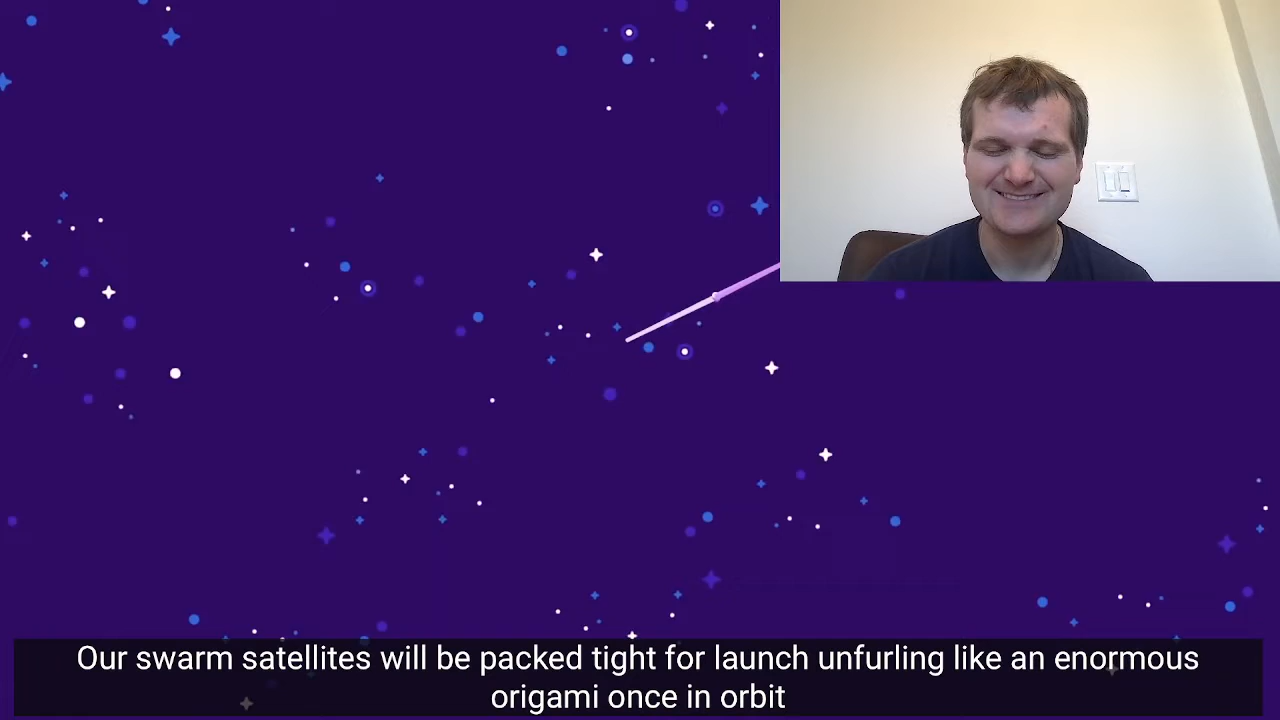 Our swarm satellites will be packed tight for launch unfurling like an enormous
origami once in orbit